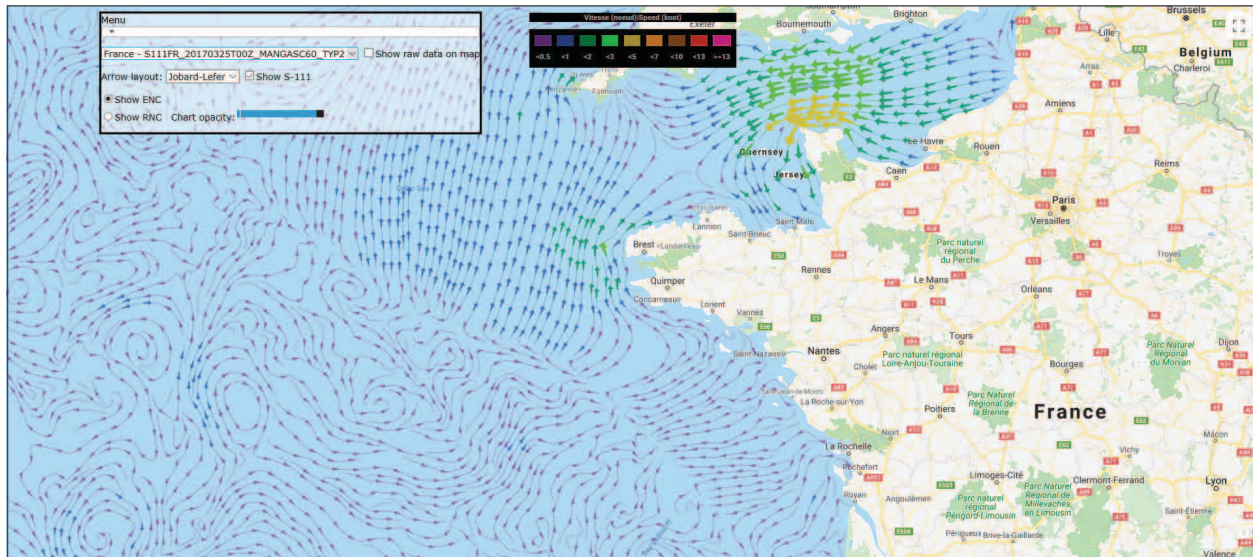 Menu
France - S111FR_20170325T00Z_MANGASC60_TYP2
Show raw data on map
Arrow layout: Jobard-Lefer
Show S-111
Show ENC
Show RNC
Chart opacity:
Vitesse (noeud)|Speed (knot)
<0.5 <1 <2 <3 <5 <7 <10 <13 >=13
Exeter
Bournemouth
Brighton
Falmouth
Brussels
Lille
Belgium
Charleroi
Arras
Amiens
Guernsey
Jersey
Le Havre
Rouen
Caen
Reims
Paris
Versailles
Lannion
Saint-Brieuc
Saint Malo
Brest
Landerneau
Quimper
Concarneau
Lorient
Vannes
Rennes
Parc naturel
régional
du Perche
Le Mans
Orléans
Troyes
Angers
Tours
Saint Nazaire
Nantes
Cholet
Parc naturel régional
Loire-Anjou-Touraine
Bourges
Parc Naturel
Régional
du Morvan
Dijon
Saint-Jean-de-Monts
La Roche-sur-Yon
Poitiers
Parc Naturel
Régional de
la Brenne
France
Niort
La Rochelle
Rochefort
Royan
Angoulême
Limoges-Cité
Vichy
Mâcon
Clermont-Ferrand
Lyon
Parc naturel
régional
Périgord-Limousin
Parc Naturel
Régional de
Millevaches
en Limousin
Périgueux
Brive-la-Gaillarde
Saint-Étienne
Valence